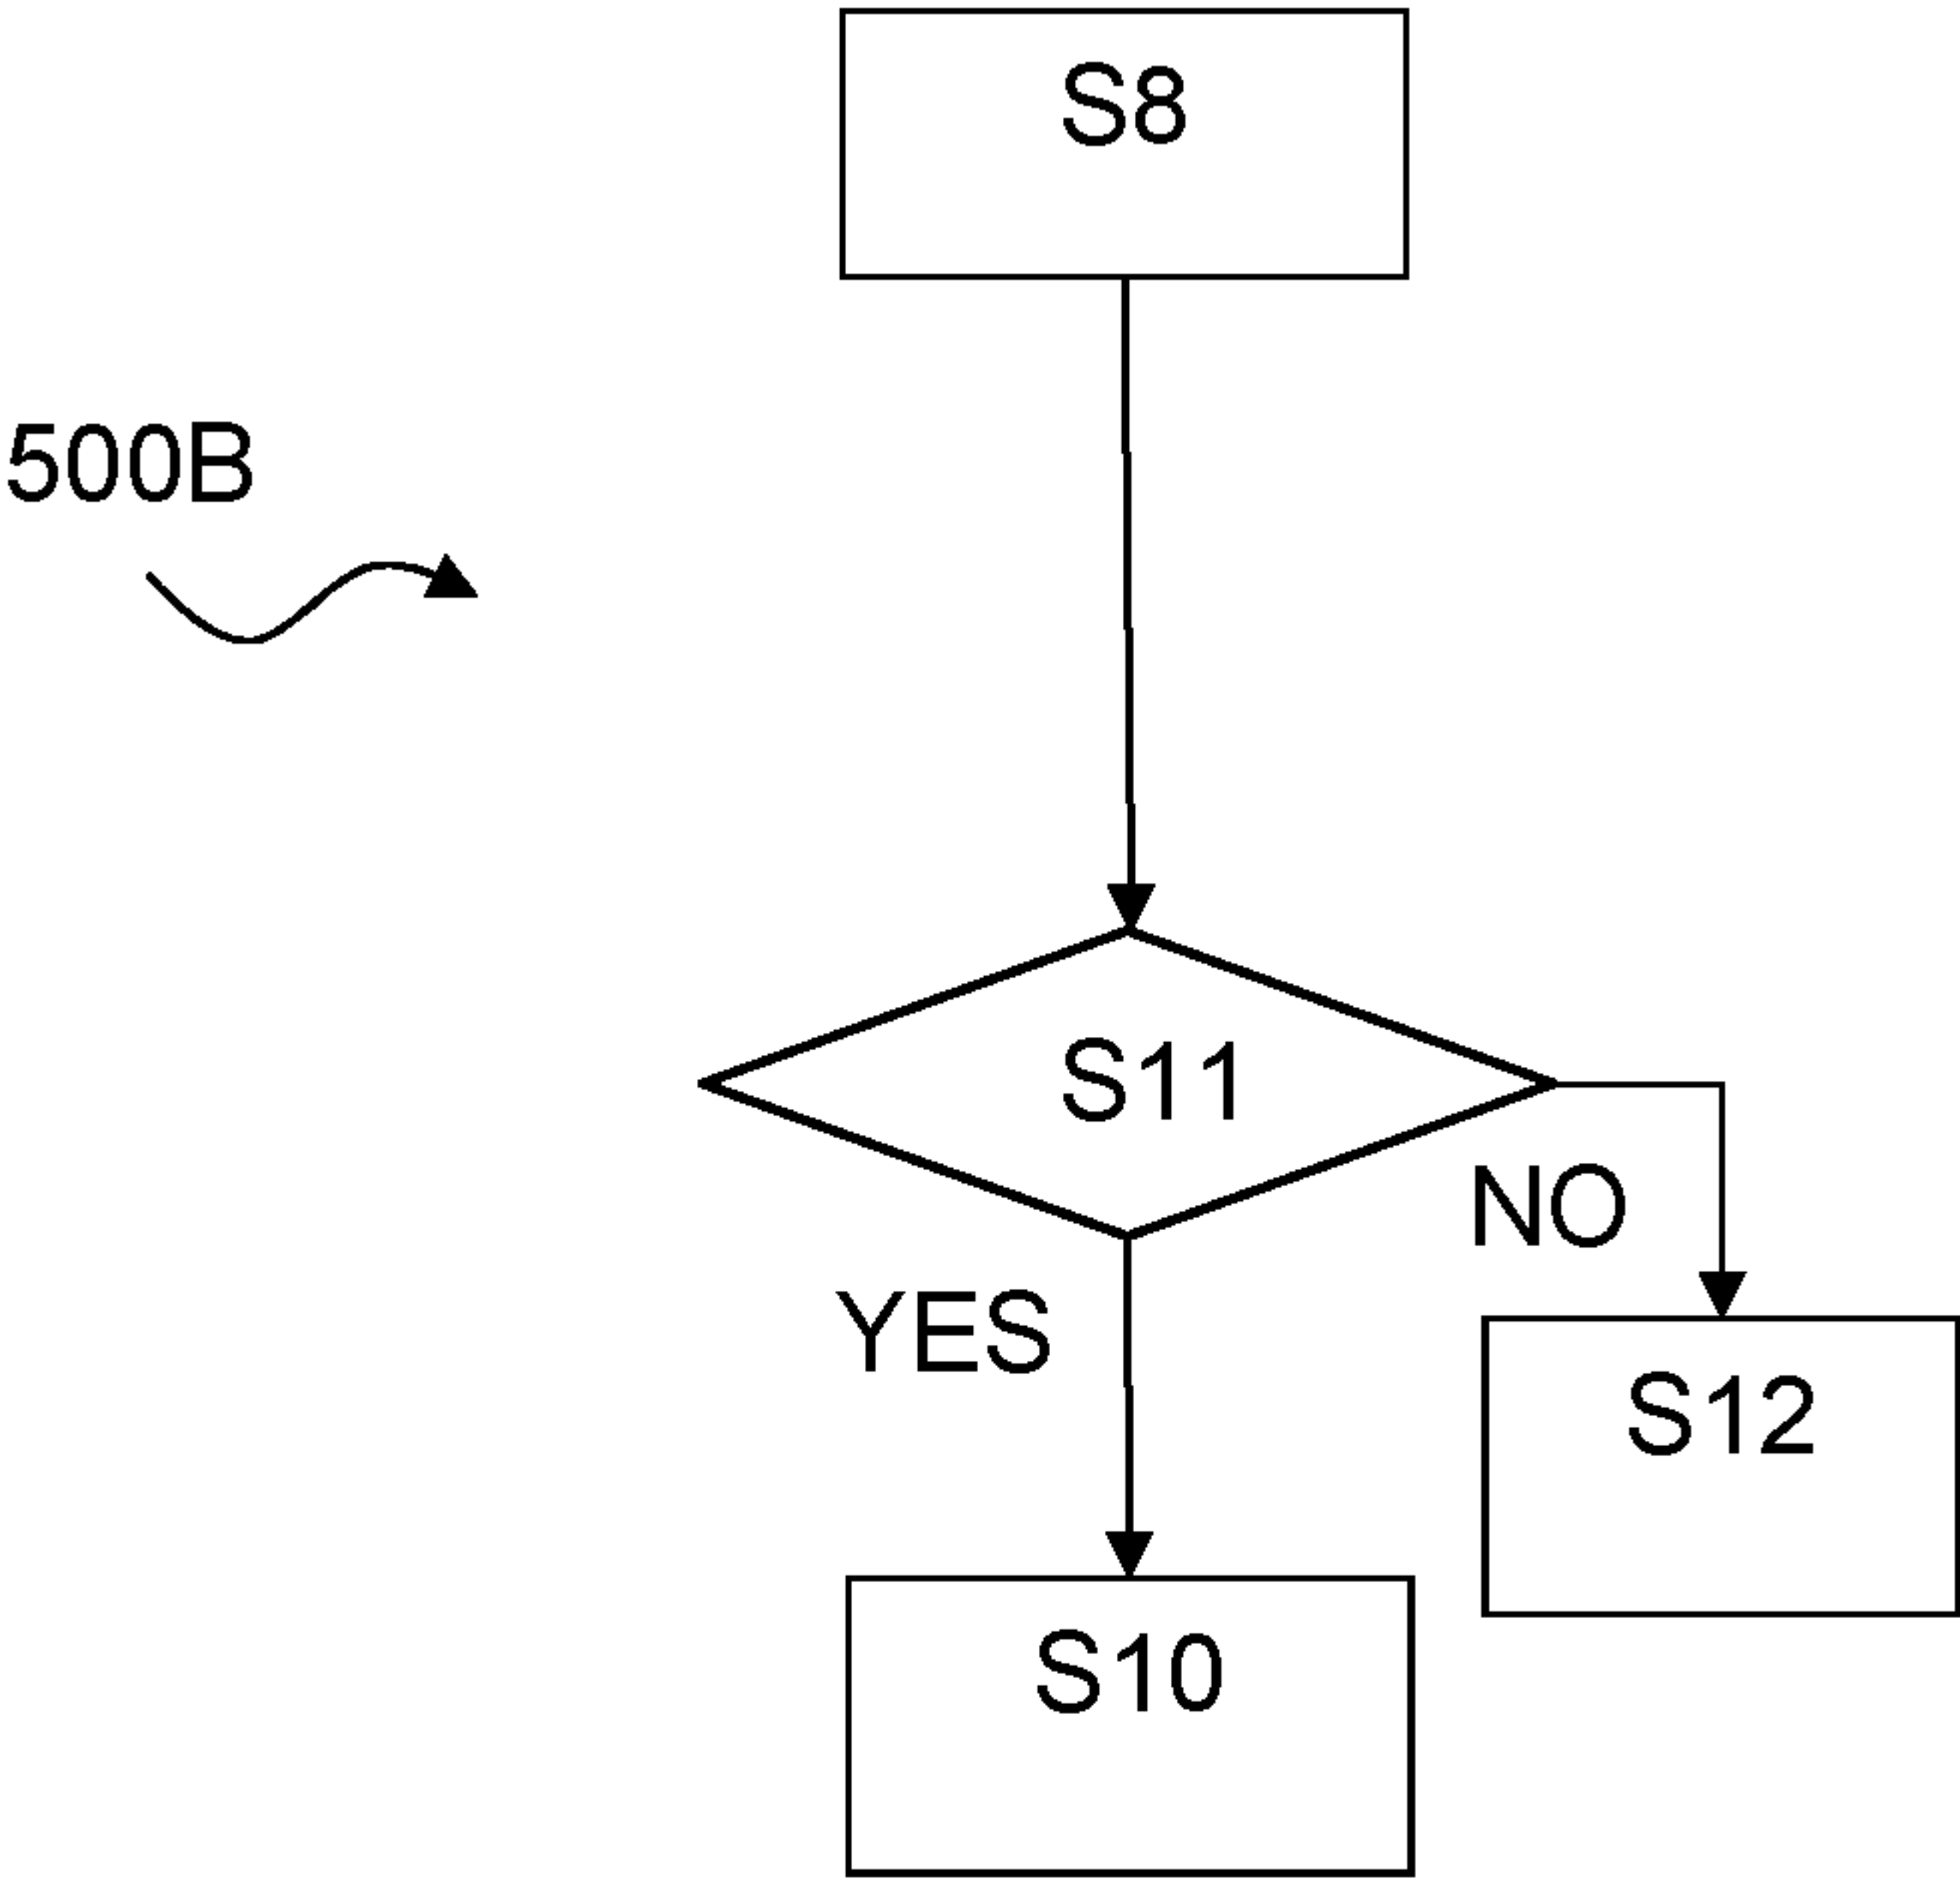 S8
500B
S11
NO
YES
S12
S10